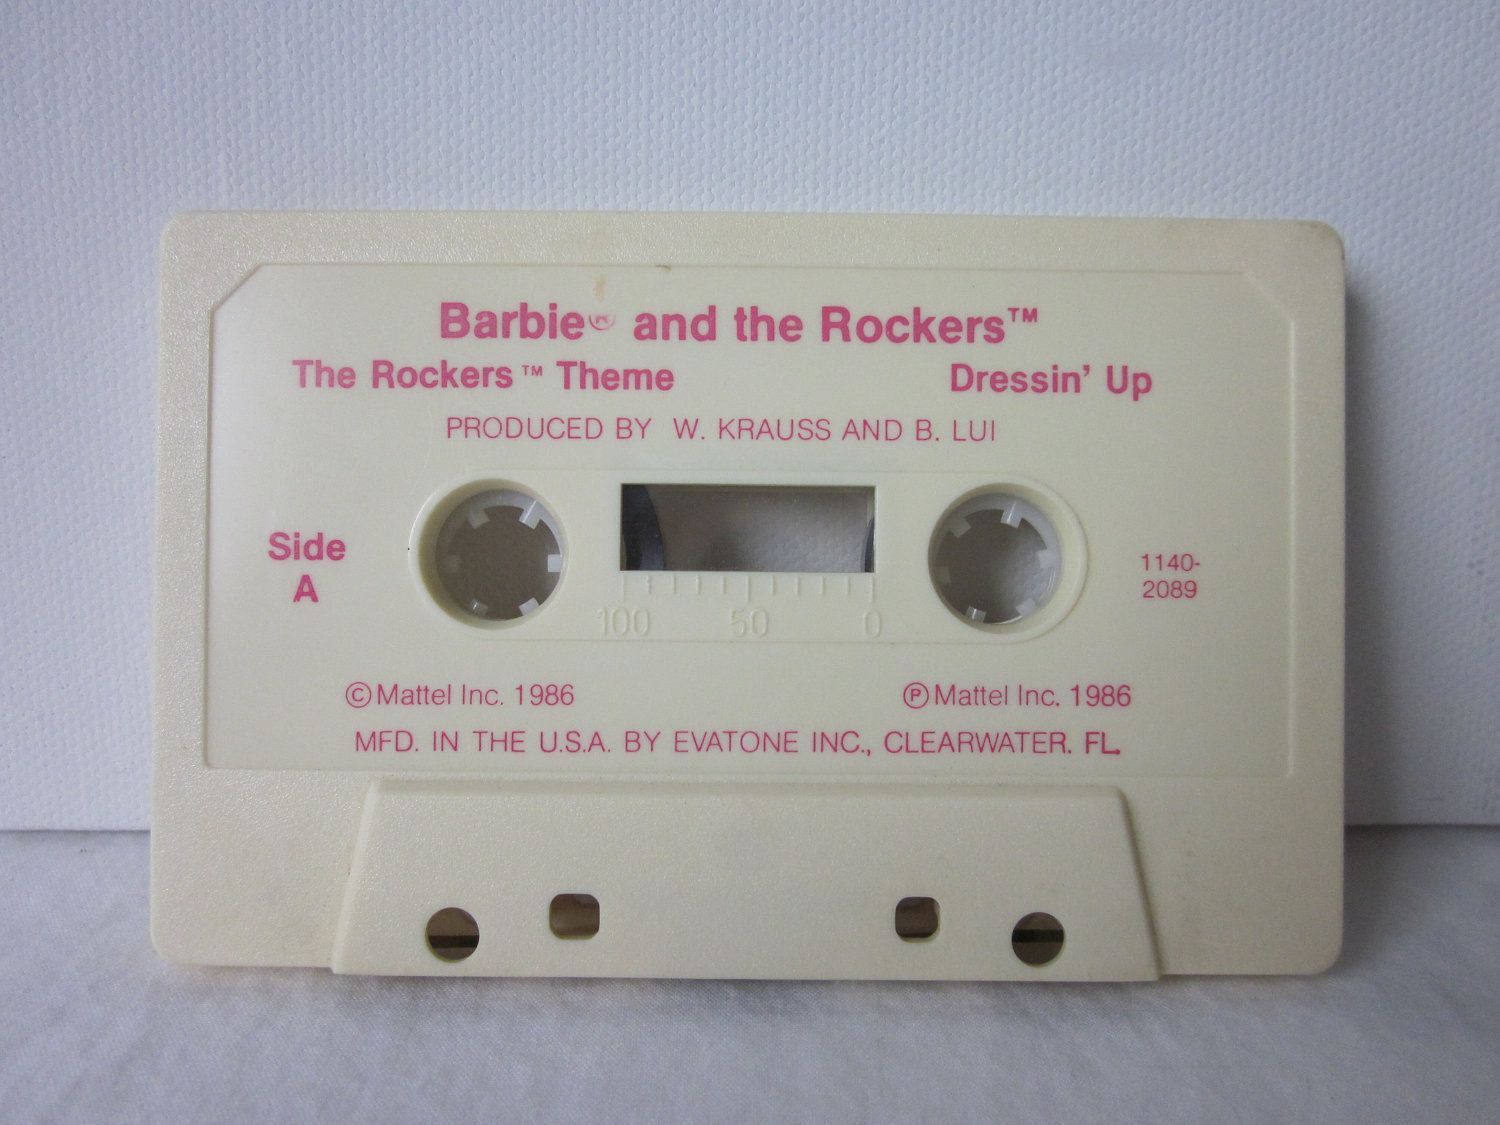 Barbie® and the Rockers™
The Rockers™ Theme Dressin' Up
PRODUCED BY W. KRAUSS AND B. LUI
Side
A
1140-
2089
100 50 0
©Mattel Inc. 1986 ℗Mattel Inc. 1986
MFD. IN THE U.S.A. BY EVATONE INC., CLEARWATER. FL.